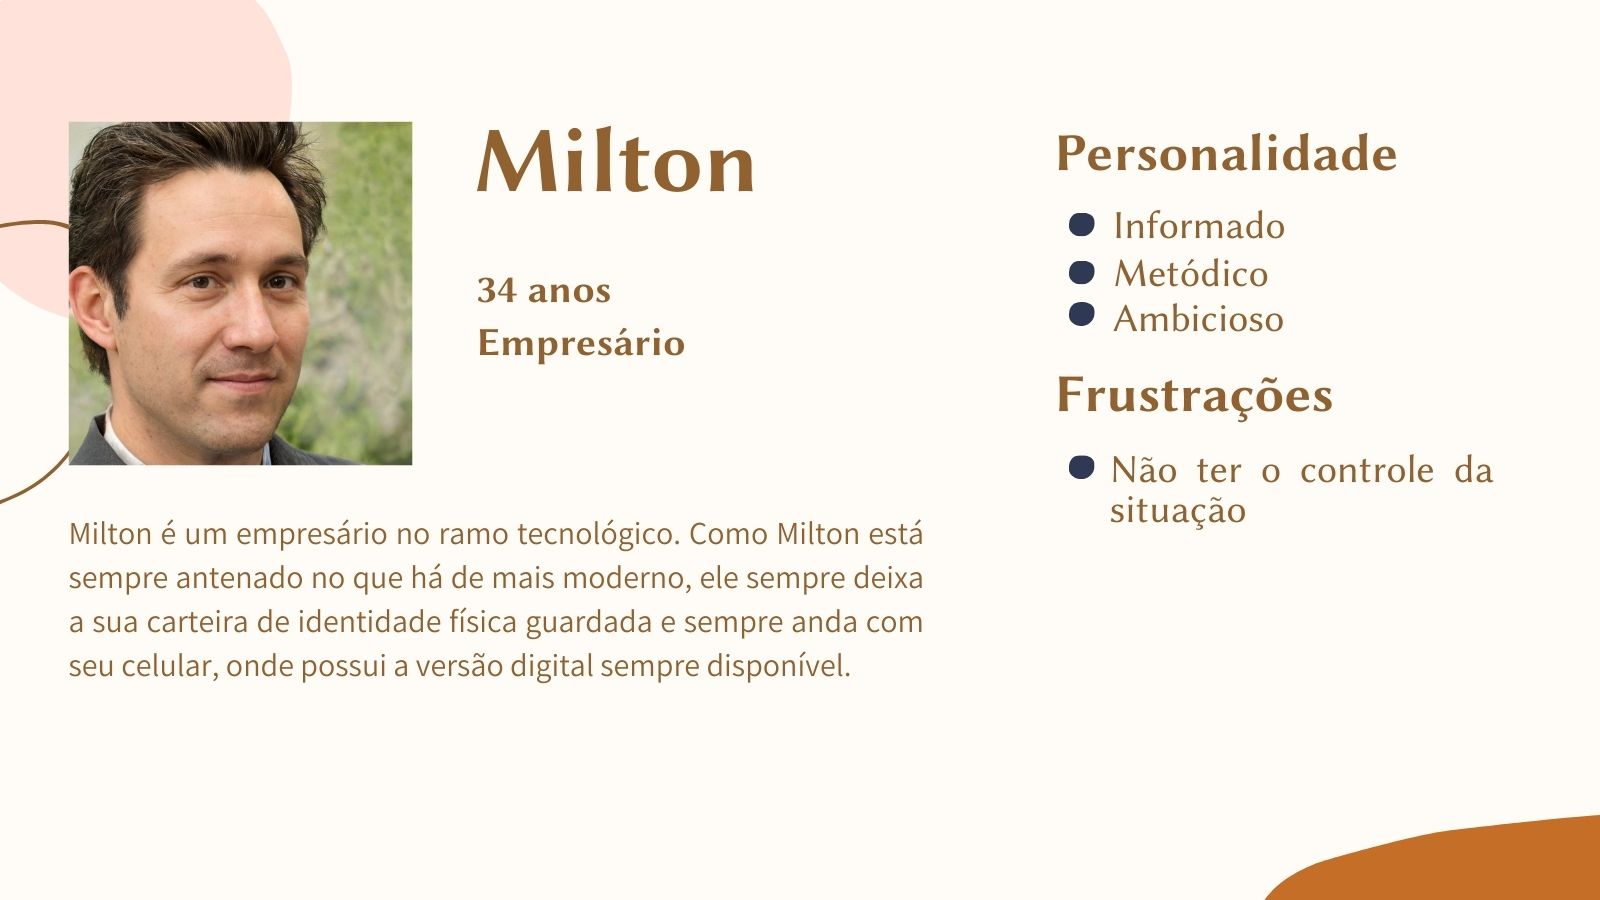 Milton
34 anos
Empresário
Milton é um empresário no ramo tecnológico. Como Milton está
sempre antenado no que há de mais moderno, ele sempre deixa
a sua carteira de identidade física guardada e sempre anda com
seu celular, onde possui a versão digital sempre disponível.
Personalidade
Informado
Metódico
Ambicioso
Frustrações
Não ter o controle da
situação